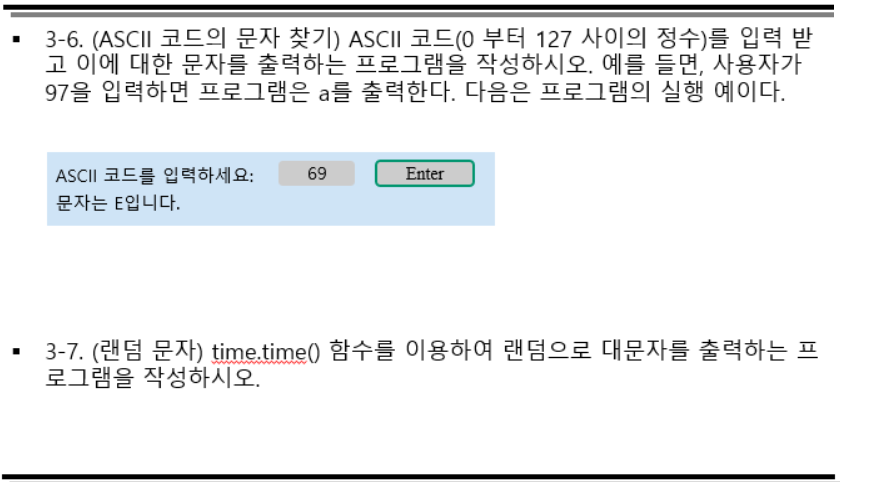 ▪ 3-6. (ASCII 코드의 문자 찾기) ASCII 코드(0 부터 127 사이의 정수)를 입력 받
고 이에 대한 문자를 출력하는 프로그램을 작성하시오. 예를 들면, 사용자가
97을 입력하면 프로그램은 a를 출력한다. 다음은 프로그램의 실행 예이다.
ASCII 코드를 입력하세요: 69 Enter
문자는 E입니다.
▪ 3-7. (랜덤 문자) time.time() 함수를 이용하여 랜덤으로 대문자를 출력하는 프
로그램을 작성하시오.